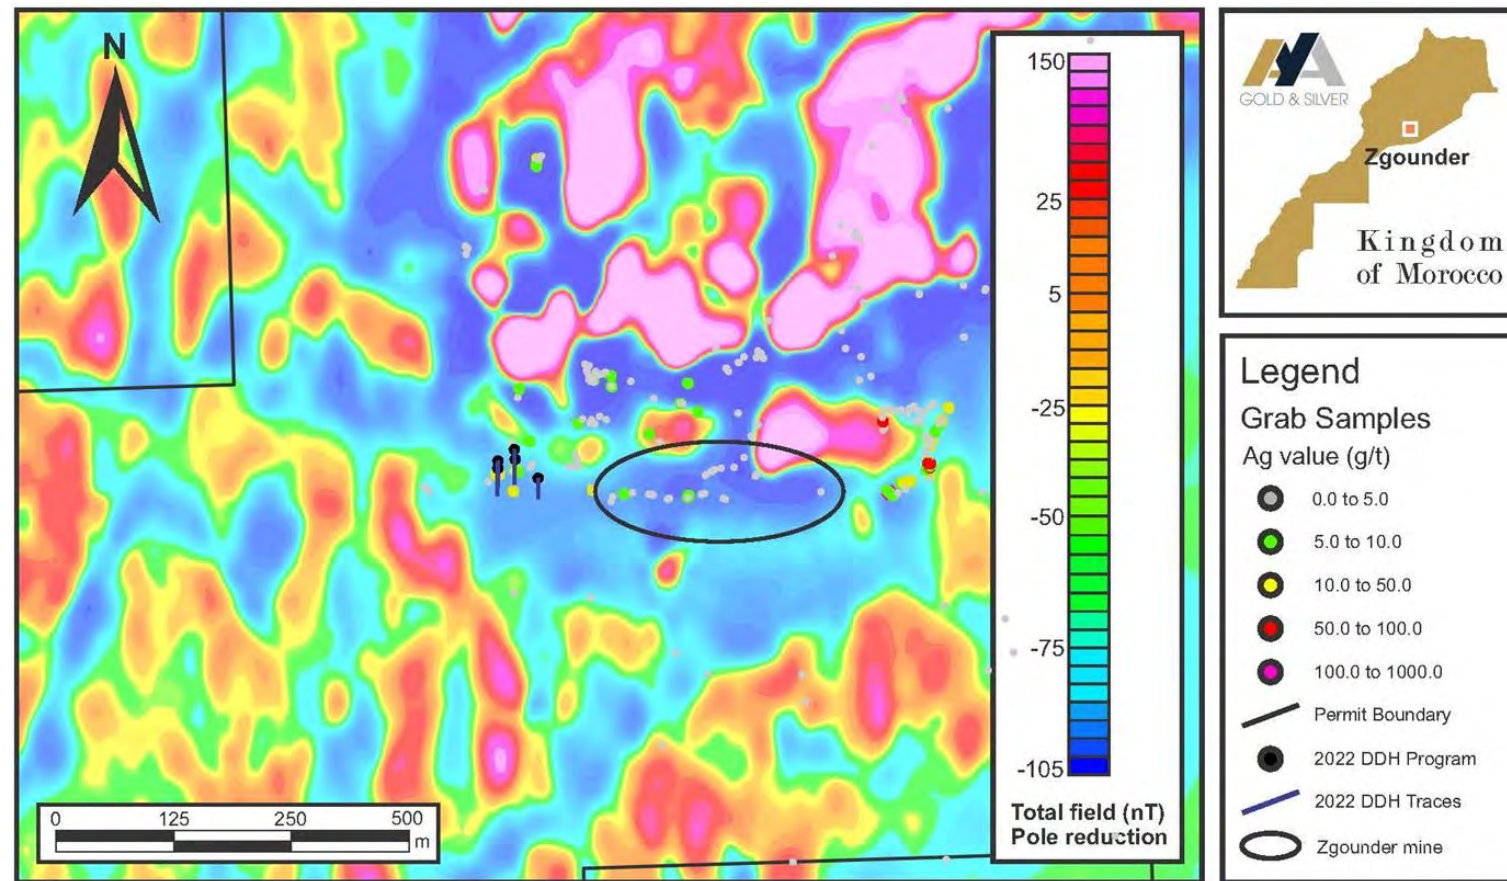 N
150
25
5
-25
-50
-75
-105
Total field (nT)
Pole reduction
0 125 250 500
m
AYA
GOLD & SILVER
Zgounder
Kingdom
of Morocco
Legend
Grab Samples
Ag value (g/t)
0.0 to 5.0
5.0 to 10.0
10.0 to 50.0
50.0 to 100.0
100.0 to 1000.0
Permit Boundary
2022 DDH Program
2022 DDH Traces
Zgounder mine